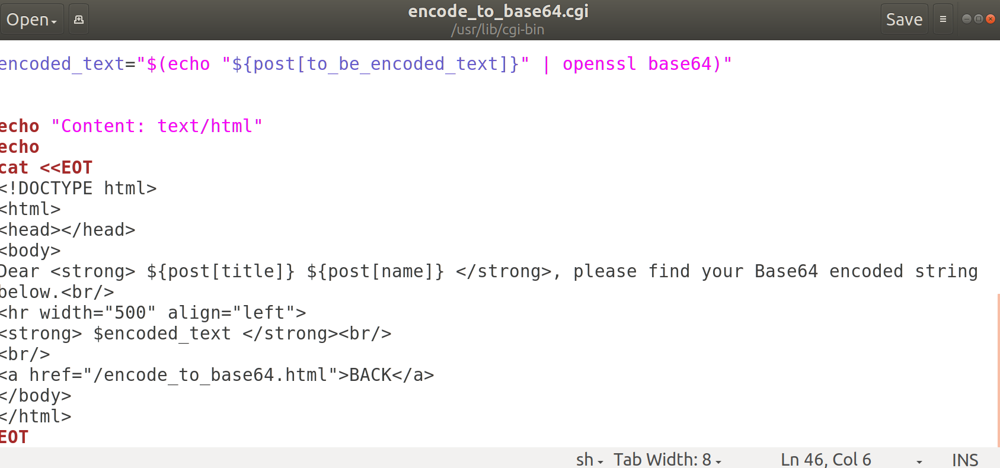 Open
encode_to_base64.cgi
/usr/lib/cgi-bin
Save
encoded_text="$(echo "${post[to_be_encoded_text]}" | openssl base64)"
echo "Content: text/html"
echo
cat <<EOT
<!DOCTYPE html>
<html>
<head></head>
<body>
Dear <strong> ${post[title]} ${post[name]} </strong>, please find your Base64 encoded string
below.<br/>
<hr width="500" align="left">
<strong> $encoded_text </strong><br/>
<br/>
<a href="/encode_to_base64.html">BACK</a>
</body>
</html>
EOT
sh Tab Width: 8 Ln 46, Col 6 INS